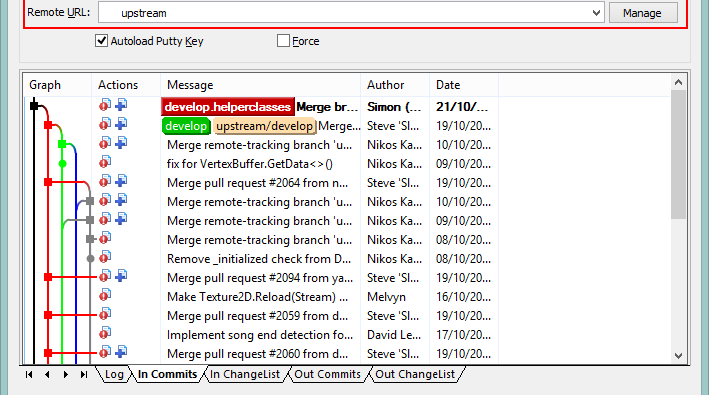 Remote URL: upstream Manage
Autoload Putty Key Force
Graph Actions Message Author Date
develop.helperclasses Merge br... Simon (... 21/10/...
develop upstream/develop Merge... Steve 'Sl... 19/10/20...
Merge remote-tracking branch 'u... Nikos Ka... 10/10/20...
fix for VertexBuffer.GetData<>() Nikos Ka... 09/10/20...
Merge pull request #2064 from n... Steve 'Sl... 19/10/20...
Merge remote-tracking branch 'u... Nikos Ka... 10/10/20...
Merge remote-tracking branch 'u... Nikos Ka... 09/10/20...
Merge remote-tracking branch 'u... Nikos Ka... 08/10/20...
Remove _initialized check from D... Nikos Ka... 08/10/20...
Merge pull request #2094 from ya... Steve 'Sl... 19/10/20...
Make Texture2D.Reload(Stream) ... Melvyn 16/10/20...
Merge pull request #2059 from d... Steve 'Sl... 19/10/20...
Implement song end detection fo... David Le... 17/10/20...
Merge pull request #2060 from d... Steve 'Sl... 19/10/20...
Log In Commits In ChangeList Out Commits Out ChangeList